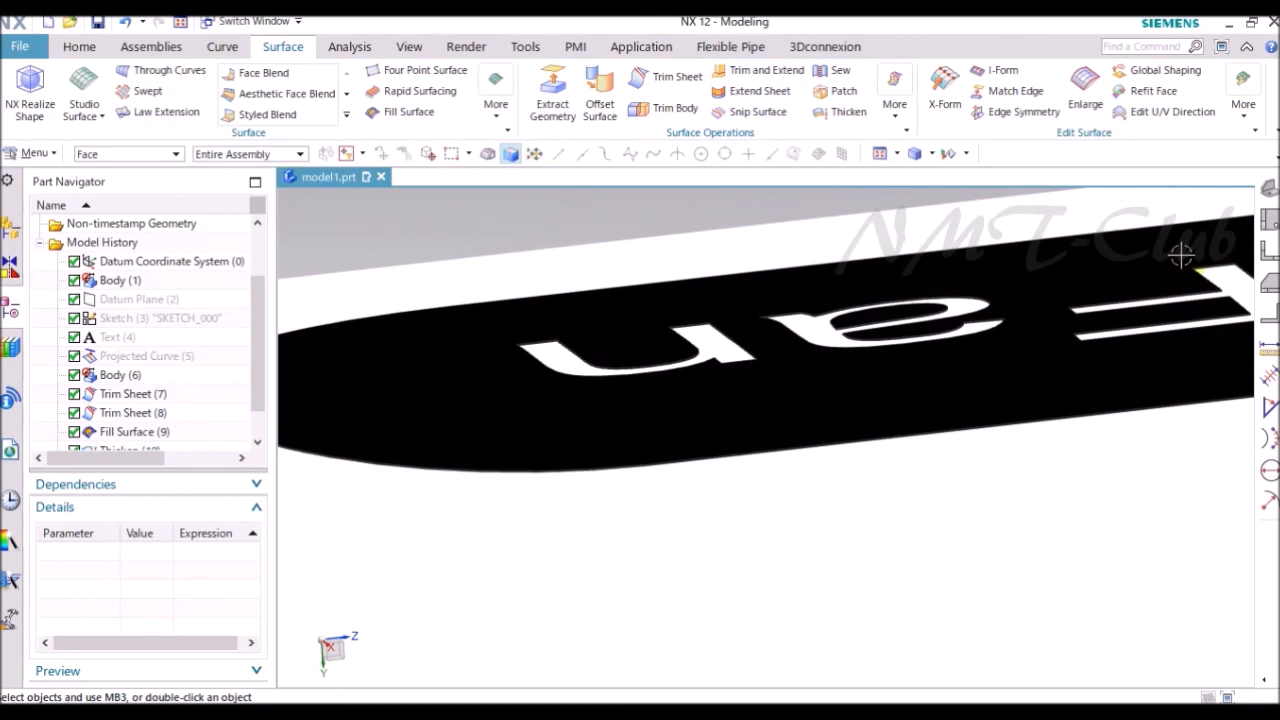 NX
Switch Window
NX 12 - Modeling
SIEMENS
File Home Assemblies Curve Surface Analysis View Render Tools PMI Application Flexible Pipe 3Dconnexion
Find a Command
NX Realize Shape
Studio Surface
Through Curves
Swept
Law Extension
Face Blend
Aesthetic Face Blend
Styled Blend
Four Point Surface
Rapid Surfacing
Fill Surface
More
Surface
Extract Geometry
Offset Surface
Trim Sheet
Trim Body
Trim and Extend
Extend Sheet
Snip Surface
Sew
Patch
Thicken
More
Surface Operations
X-Form
I-Form
Match Edge
Edge Symmetry
Enlarge
Global Shaping
Refit Face
Edit U/V Direction
More
Edit Surface
Menu
Face
Entire Assembly
Part Navigator
model1.prt
Name
Non-timestamp Geometry
Model History
Datum Coordinate System (0)
Body (1)
Datum Plane (2)
Sketch (3) "SKETCH_000"
Text (4)
Projected Curve (5)
Body (6)
Trim Sheet (7)
Trim Sheet (8)
Fill Surface (9)
Dependencies
Details
Parameter Value Expression
Preview
NMT-Club
Z
X
Y
elect objects and use MB3, or double-click an object